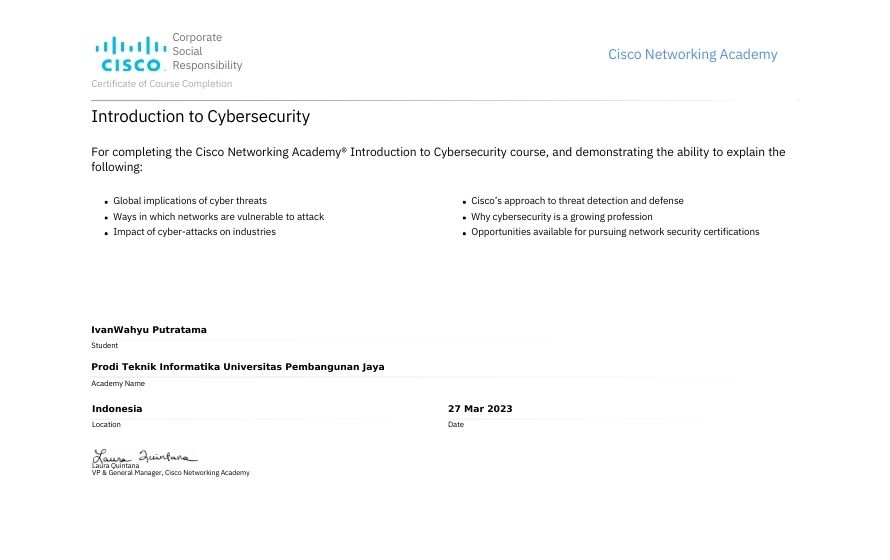 Corporate
Social
Responsibility
CISCO
Cisco Networking Academy
Certificate of Course Completion
Introduction to Cybersecurity
For completing the Cisco Networking Academy® Introduction to Cybersecurity course, and demonstrating the ability to explain the
following:
• Global implications of cyber threats
• Ways in which networks are vulnerable to attack
• Impact of cyber-attacks on industries
• Cisco’s approach to threat detection and defense
• Why cybersecurity is a growing profession
• Opportunities available for pursuing network security certifications
IvanWahyu Putratama
Student
Prodi Teknik Informatika Universitas Pembangunan Jaya
Academy Name
Indonesia
Location
27 Mar 2023
Date
Laura Quintana
Laura Quintana
VP & General Manager, Cisco Networking Academy